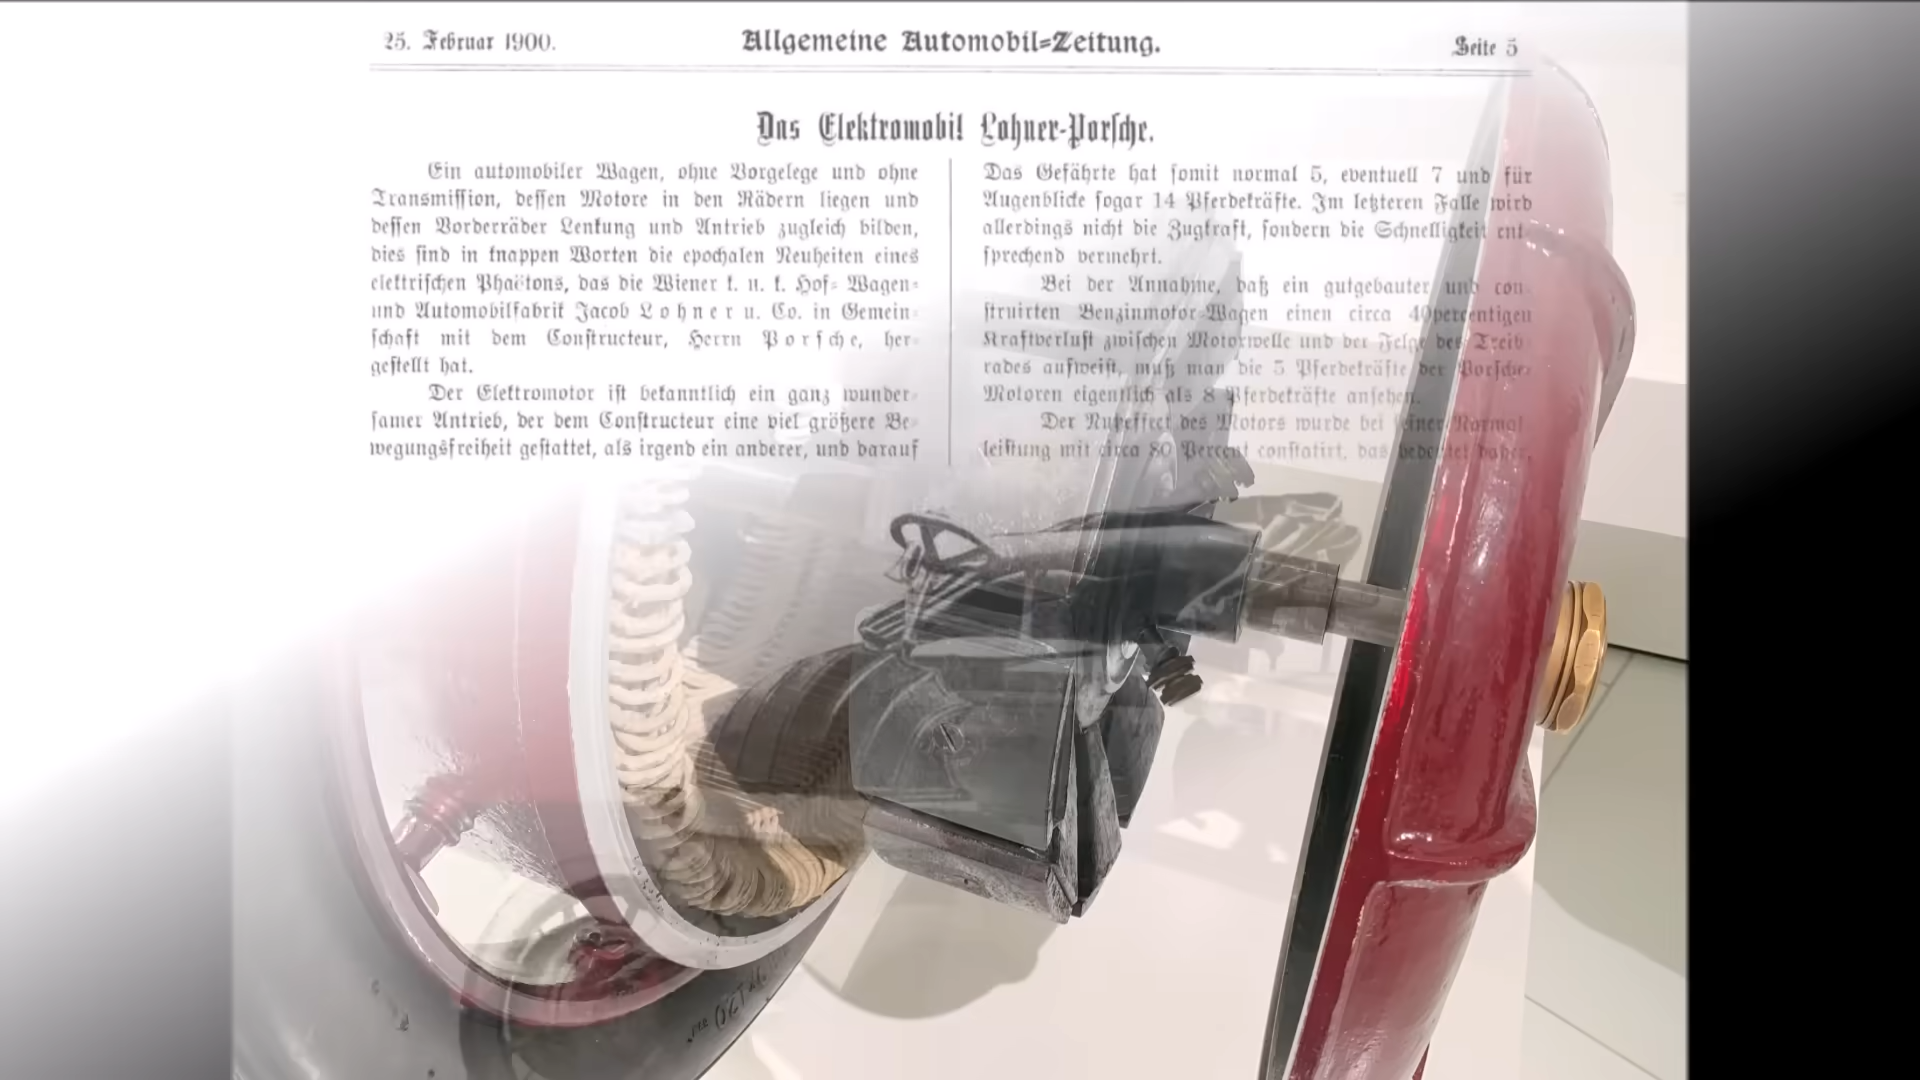 25. Februar 1900.
Allgemeine Automobil=Zeitung.
Seite 5
Das Elektromobil Lohner-Porſche.
Ein automobiler Wagen, ohne Vorgelege und ohne
Transmiſſion, deſſen Motore in den Rädern liegen und
deſſen Vorderräder Lenkung und Antrieb zugleich bilden,
dies ſind in knappen Worten die epochalen Neuheiten eines
elektriſchen Phaëtons, das die Wiener k. u. k. Hof= Wagen=
und Automobilfabrik Jacob Lohner u. Co. in Gemein=
ſchaft mit dem Conſtructeur, Herrn Porſche, her=
geſtellt hat.
Der Elektromotor iſt bekanntlich ein ganz wunder=
ſamer Antrieb, der dem Conſtructeur eine viel größere Be=
wegungsfreiheit geſtattet, als irgend ein anderer, und darauf
Das Gefährte hat ſomit normal 5, eventuell 7 und für
Augenblicke ſogar 14 Pferdekräfte. Im letzteren Falle wird
allerdings nicht die Zugkraft, ſondern die Schnelligkeit ent=
ſprechend vermehrt.
Bei der Annahme, daß ein gutgebauter und con=
ſtruirten Benzinmotor=Wagen einen circa 40percentigen
Kraftverluſt zwiſchen Motorwelle und der Felge des Treib=
rades aufweiſt, muß man die 5 Pferdekräfte der Porſche=
Motoren eigentlich als 8 Pferdekräfte anſehen.
Der Nutzeffect des Motors wurde bei ſeiner Normal=
leiſtung mit circa 80 Percent conſtatirt, das bedeutet daher,